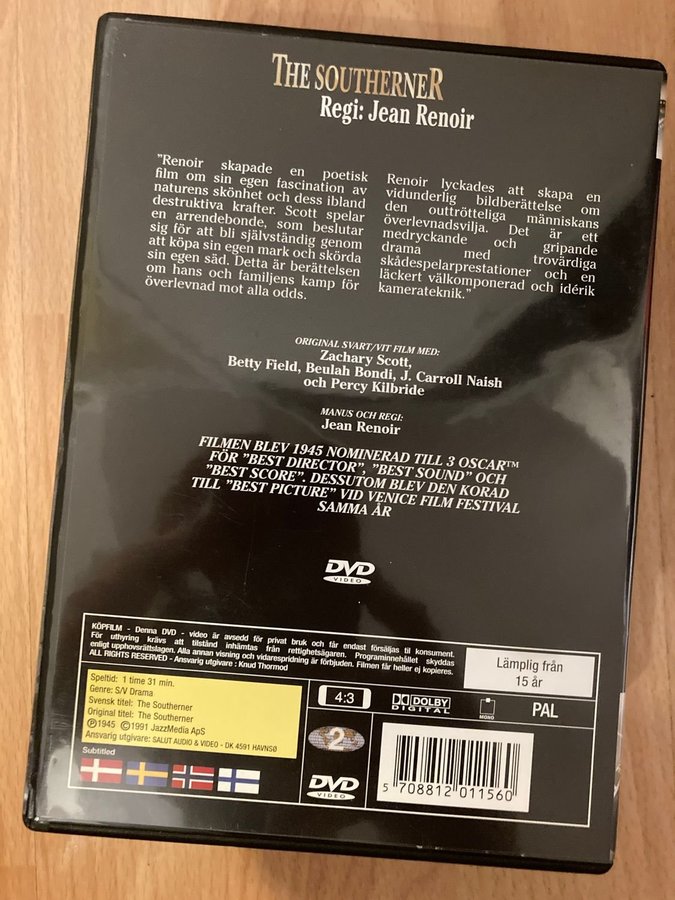 THE SOUTHERNER
Regi: Jean Renoir
"Renoir skapade en poetisk
film om sin egen fascination av
naturens skönhet och dess ibland
destruktiva krafter. Scott spelar
en arrendebonde, som beslutar
sig för att bli självständig genom
att köpa sin egen mark och skörda
sin egen säd. Detta är berättelsen
om hans och familjens kamp för
överlevnad mot alla odds.
Renoir lyckades att skapa en
vidunderlig bildberättelse om
den outtrötteliga människans
överlevnadsvilja. Det är ett
medryckande och gripande
drama med trovärdiga
skådespelarprestationer och en
läckert välkomponerad och idérik
kamerateknik."
ORIGINAL SVART/VIT FILM MED:
Zachary Scott,
Betty Field, Beulah Bondi, J. Carroll Naish
och Percy Kilbride
MANUS OCH REGI:
Jean Renoir
FILMEN BLEV 1945 NOMINERAD TILL 3 OSCAR™
FÖR "BEST DIRECTOR", "BEST SOUND" OCH
"BEST SCORE". DESSUTOM BLEV DEN KORAD
TILL "BEST PICTURE" VID VENICE FILM FESTIVAL
SAMMA ÅR
DVD
VIDEO
KÖPFILM - Denna DVD - video är avsedd för privat bruk och får endast försäljas til konsument.
För uthyring krävs att tilstånd inhämtas från rettighetsägaren. Programinnehållet skyddas
enligt upphovsrättslagen. All annan visning och vidarespridning är förbjuden. Filmen får heller ej kopieres.
ALL RIGHTS RESERVED - Ansvarig utgivare : Knud Thormod
Lämplig från
15 år
Speltid: 1 time 31 min.
Genre: S/V Drama
Svensk titel: The Southerner
Original titel: The Southerner
℗1945 ©1991 JazzMedia ApS
Ansvarig utgivare: SALUT AUDIO & VIDEO - DK 4591 HAVNSØ
Subtitled
4:3
DOLBY
DIGITAL
MONO
PAL
2
DVD
VIDEO
5 708812 011560